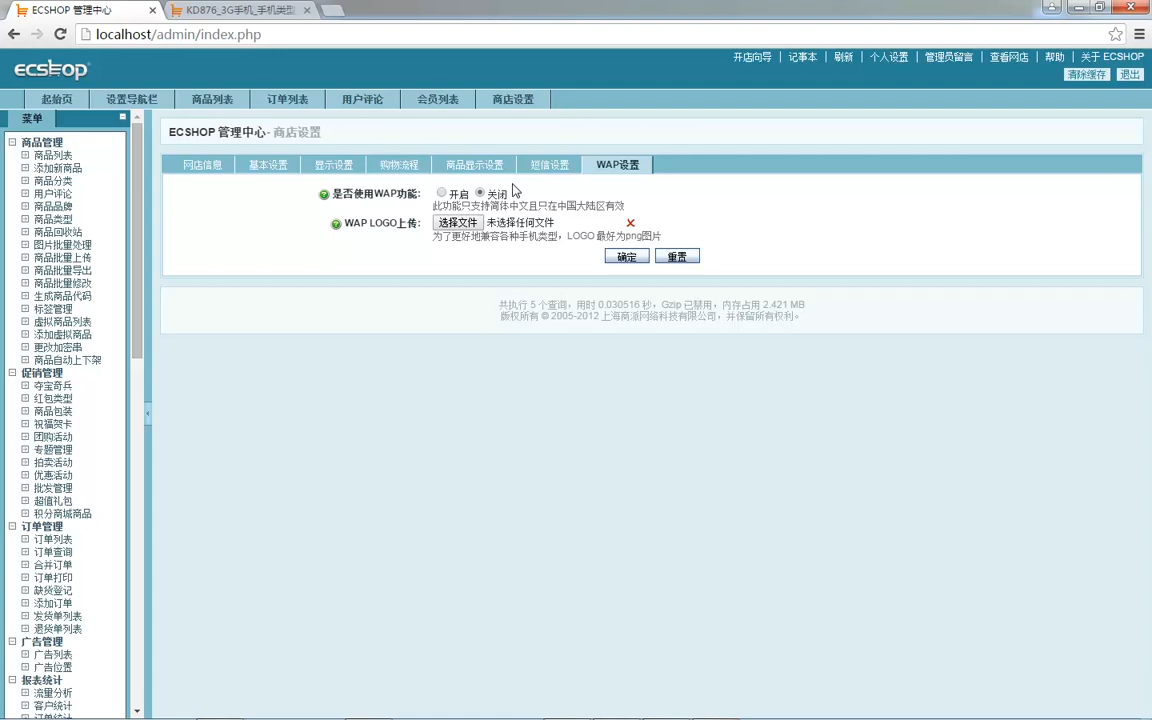 ECSHOP 管理中心
KD876_3G手机_手机类型
localhost/admin/index.php
开店向导 | 记事本 | 刷新 | 个人设置 | 管理员留言 | 查看网店 | 帮助 | 关于 ECSHOP
ecshop
清除缓存 退出
起始页 设置导航栏 商品列表 订单列表 用户评论 会员列表 商店设置
菜单
商品管理
商品列表
添加新商品
商品分类
用户评论
商品品牌
商品类型
商品回收站
图片批量处理
商品批量上传
商品批量导出
商品批量修改
生成商品代码
标签管理
虚拟商品列表
添加虚拟商品
更改加密串
商品自动上下架
促销管理
夺宝奇兵
红包类型
商品包装
祝福贺卡
团购活动
专题管理
拍卖活动
优惠活动
批发管理
超值礼包
积分商城商品
订单管理
订单列表
订单查询
合并订单
订单打印
缺货登记
添加订单
发货单列表
退货单列表
广告管理
广告列表
广告位置
报表统计
流量分析
客户统计
订单统计
ECSHOP 管理中心 - 商店设置
网店信息 基本设置 显示设置 购物流程 商品显示设置 短信设置 WAP设置
是否使用WAP功能: 开启 关闭
此功能只支持简体中文且只在中国大陆区有效
WAP LOGO上传: 选择文件 未选择任何文件
为了更好地兼容各种手机类型，LOGO 最好为png图片
确定 重置
共执行 5 个查询，用时 0.030516 秒，Gzip 已禁用，内存占用 2.421 MB
版权所有 © 2005-2012 上海商派网络科技有限公司，并保留所有权利。